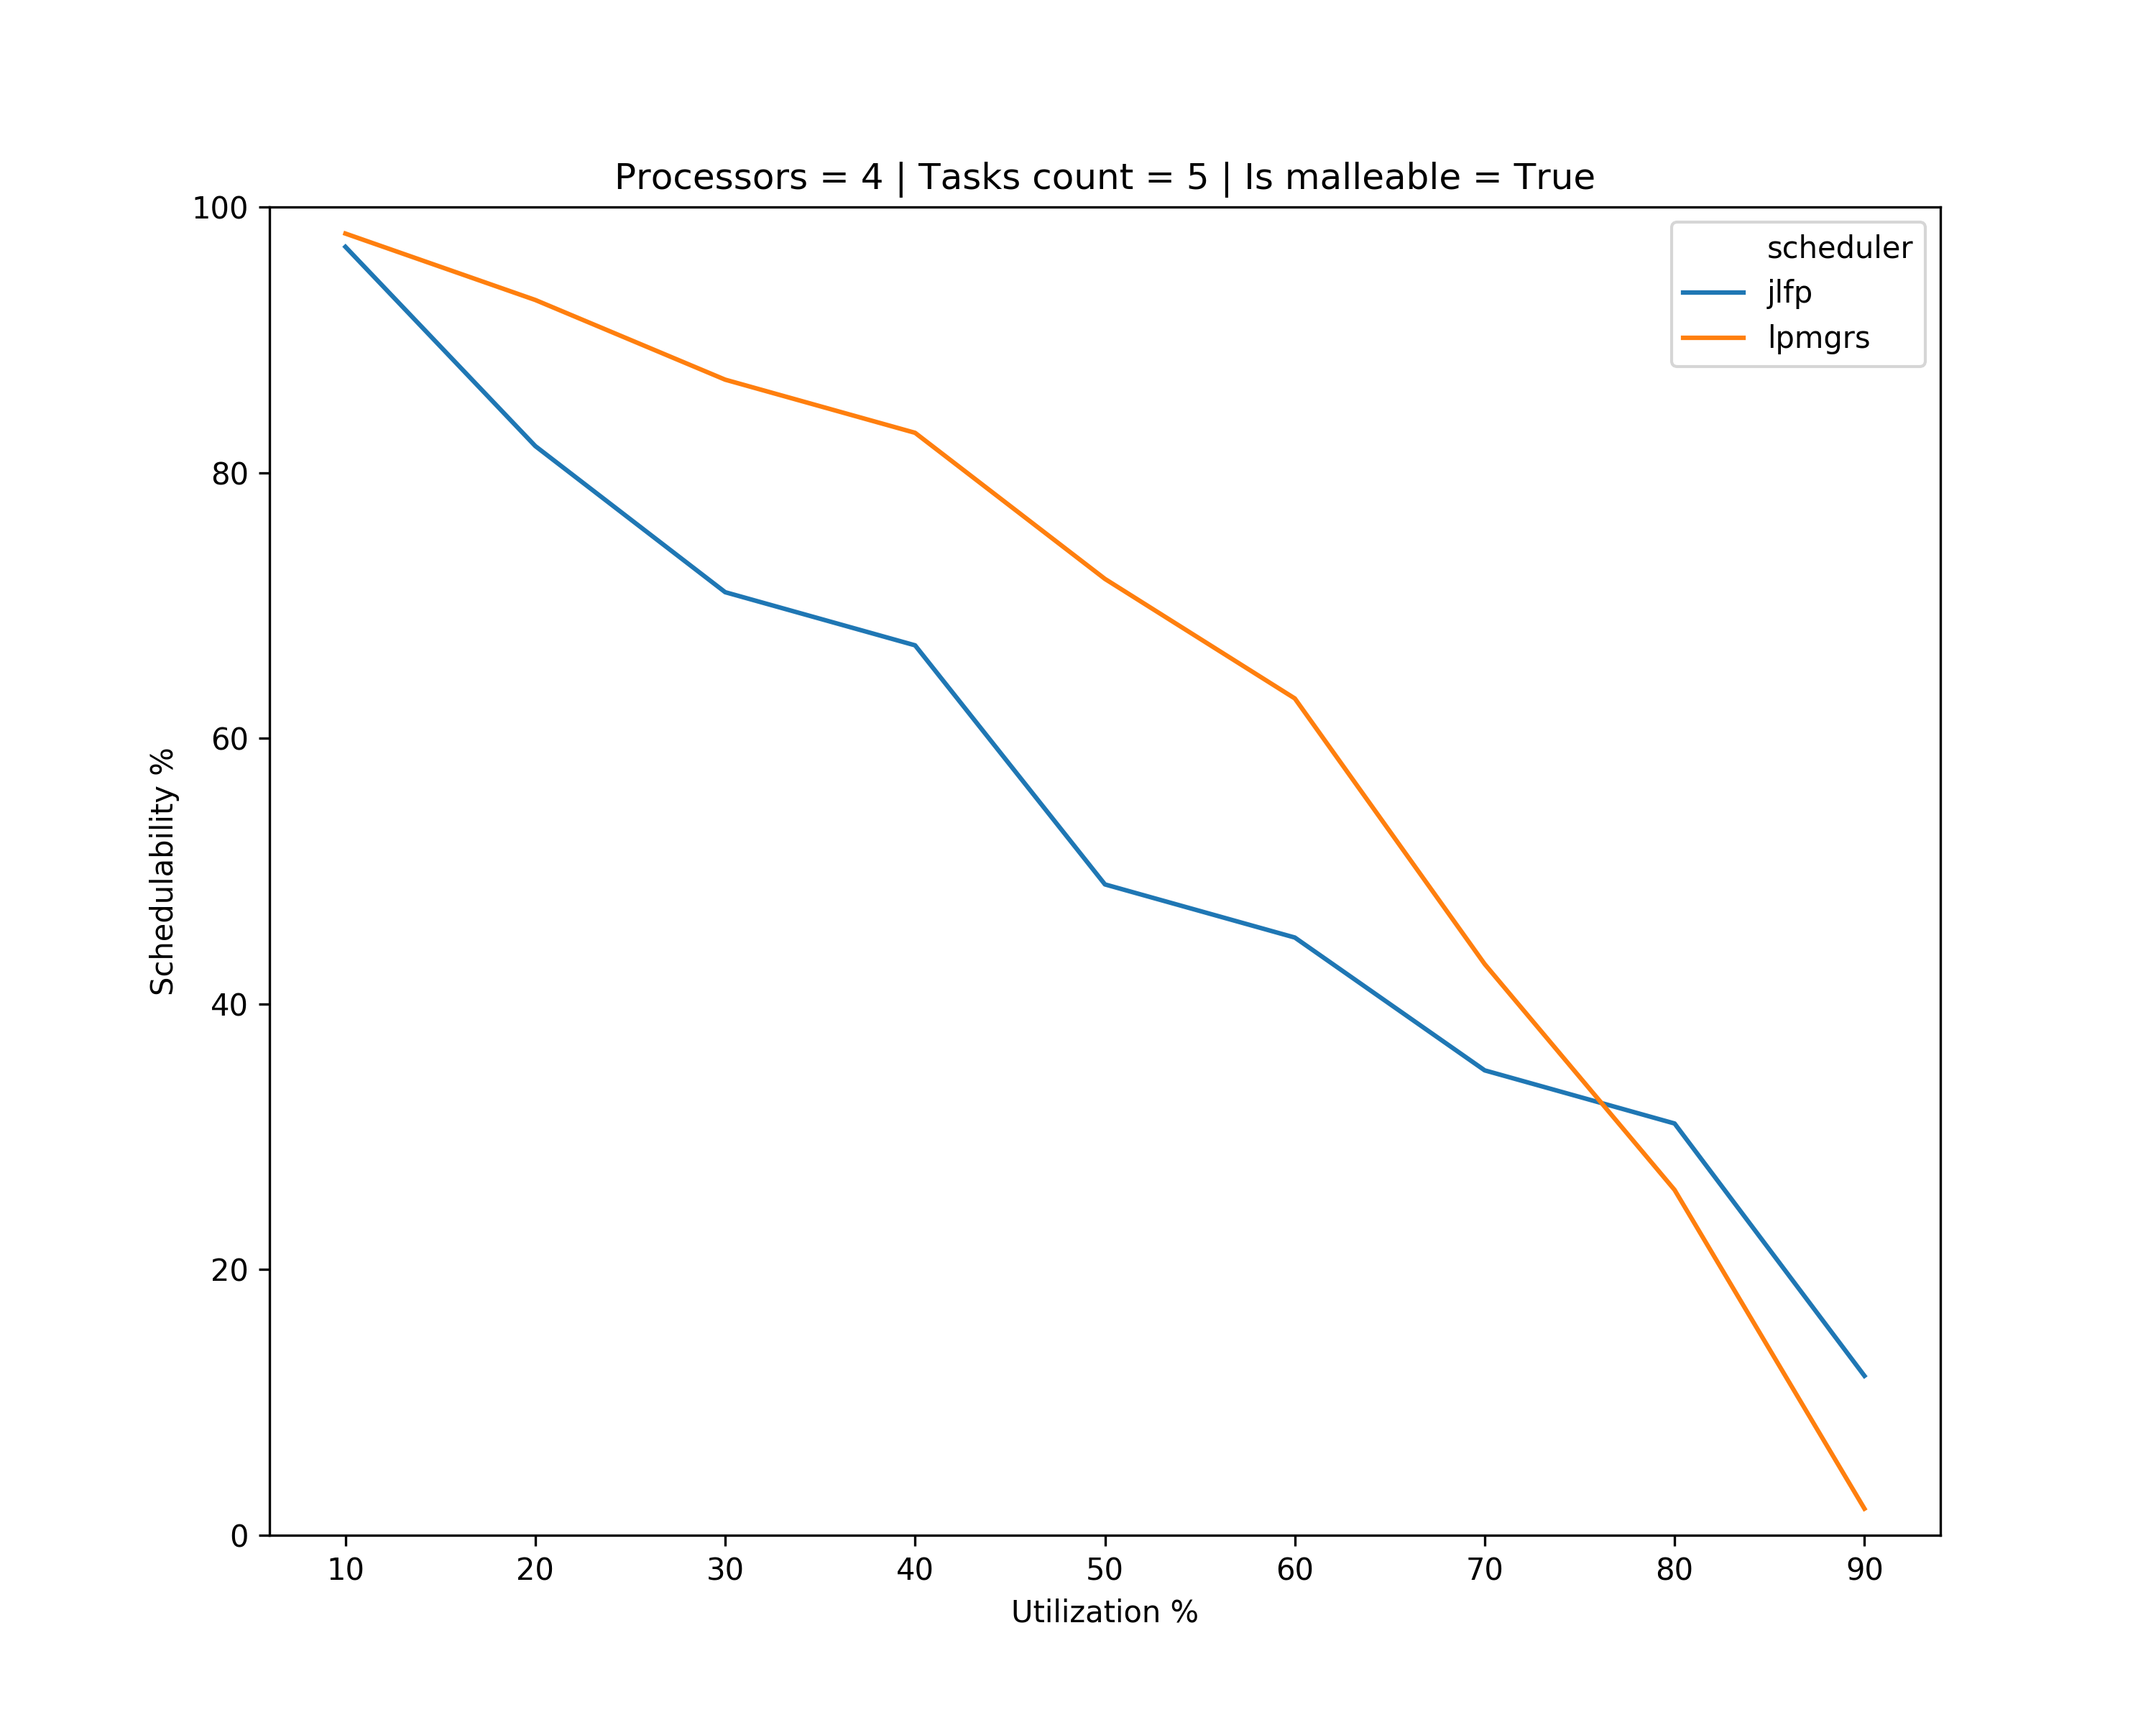 Processors = 4 | Tasks count = 5 | Is malleable = True
100
80
60
40
20
0
Schedulability %
scheduler
jlfp
lpmgrs
10 20 30 40 50 60 70 80 90
Utilization %